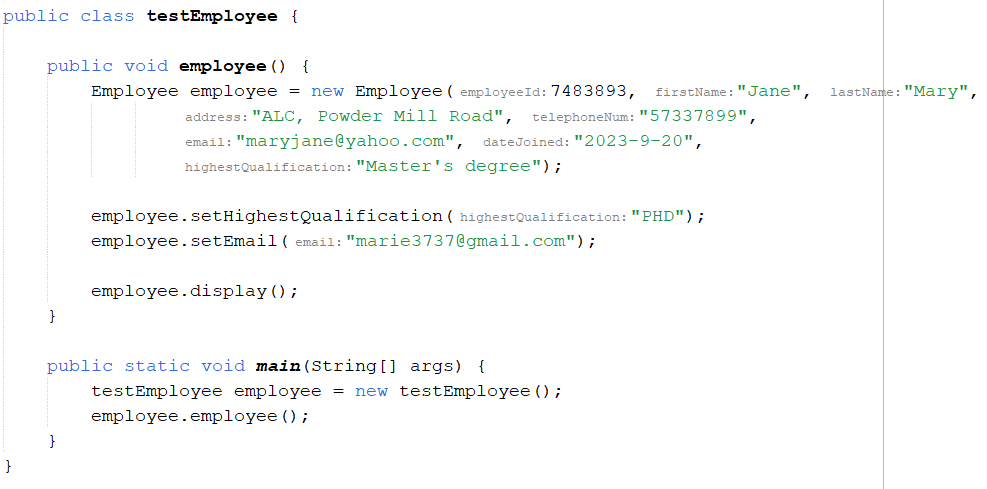 public class testEmployee {
public void employee() {
Employee employee = new Employee( employeeId: 7483893, firstName: "Jane", lastName: "Mary",
address: "ALC, Powder Mill Road", telephoneNum: "57337899",
email: "maryjane@yahoo.com", dateJoined: "2023-9-20",
highestQualification: "Master's degree");
employee.setHighestQualification( highestQualification: "PHD");
employee.setEmail( email: "marie3737@gmail.com");
employee.display();
}
public static void main(String[] args) {
testEmployee employee = new testEmployee();
employee.employee();
}
}